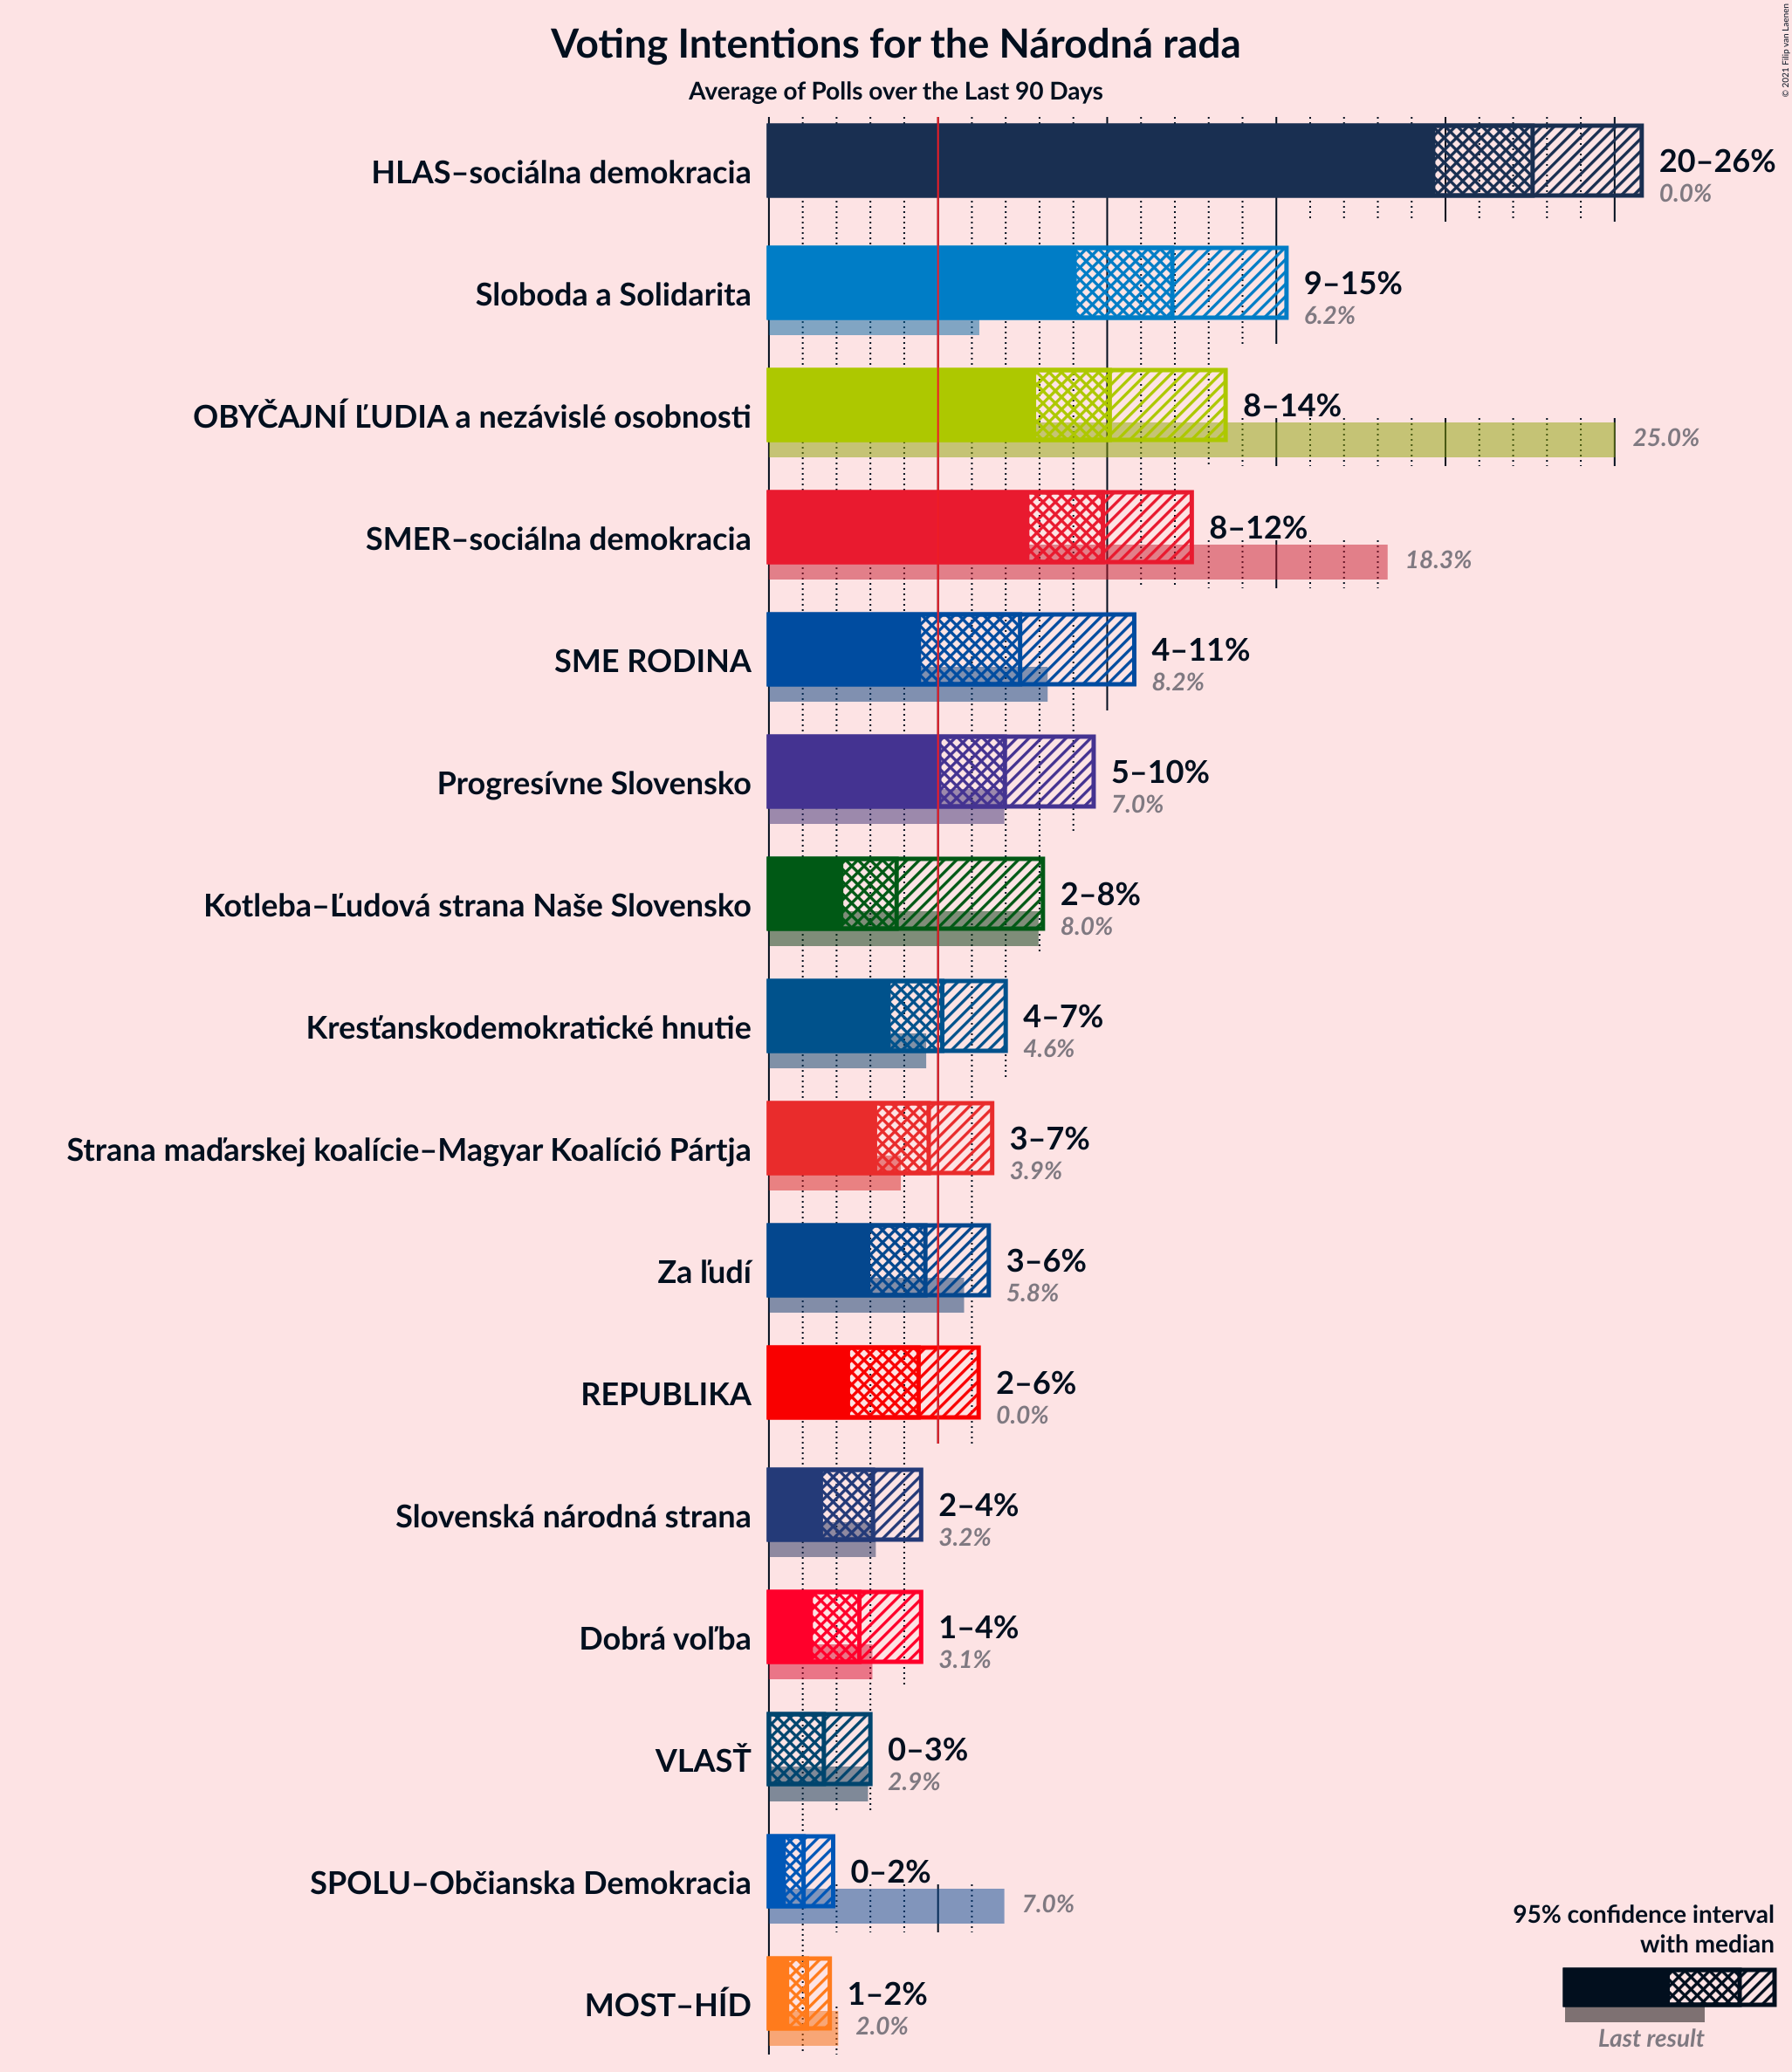 Voting Intentions for the Národná rada
Average of Polls over the Last 90 Days
© 2021 Filip van Laenen
HLAS–sociálna demokracia
20–26%
0.0%
Sloboda a Solidarita
9–15%
6.2%
OBYČAJNÍ ĽUDIA a nezávislé osobnosti
8–14%
25.0%
SMER–sociálna demokracia
8–12%
18.3%
SME RODINA
4–11%
8.2%
Progresívne Slovensko
5–10%
7.0%
Kotleba–Ľudová strana Naše Slovensko
2–8%
8.0%
Kresťanskodemokratické hnutie
4–7%
4.6%
Strana maďarskej koalície–Magyar Koalíció Pártja
3–7%
3.9%
Za ľudí
3–6%
5.8%
REPUBLIKA
2–6%
0.0%
Slovenská národná strana
2–4%
3.2%
Dobrá voľba
1–4%
3.1%
VLASŤ
0–3%
2.9%
SPOLU–Občianska Demokracia
0–2%
7.0%
MOST–HÍD
1–2%
2.0%
95% confidence interval
with median
Last result